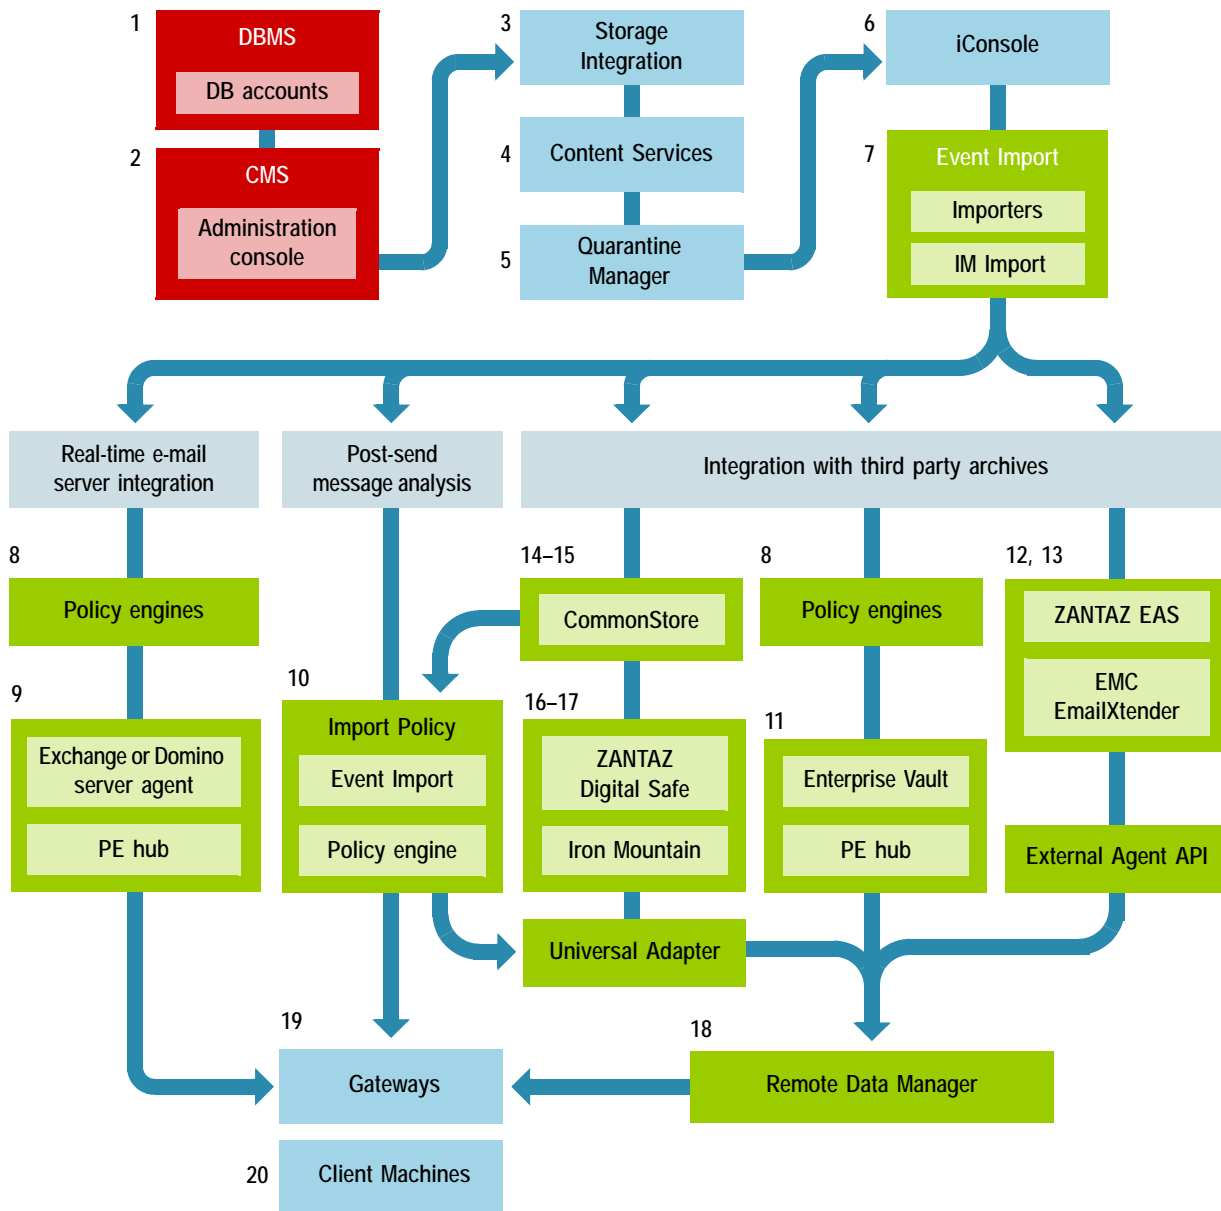 1
DBMS
DB accounts
2
CMS
Administration
console
3
Storage
Integration
4
Content Services
5
Quarantine
Manager
6
iConsole
7
Event Import
Importers
IM Import
Real-time e-mail
server integration
Post-send
message analysis
Integration with third party archives
8
Policy engines
9
Exchange or Domino
server agent
PE hub
10
Import Policy
Event Import
Policy engine
14–15
CommonStore
16–17
ZANTAZ
Digital Safe
Iron Mountain
Universal Adapter
8
Policy engines
11
Enterprise Vault
PE hub
12, 13
ZANTAZ EAS
EMC
EmailXtender
External Agent API
18
Remote Data Manager
19
Gateways
20
Client Machines